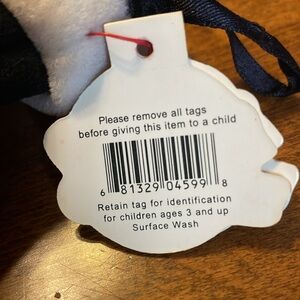 Please remove all tags
before giving this item to a child
6 81329 04599 8
Retain tag for identification
for children ages 3 and up
Surface Wash